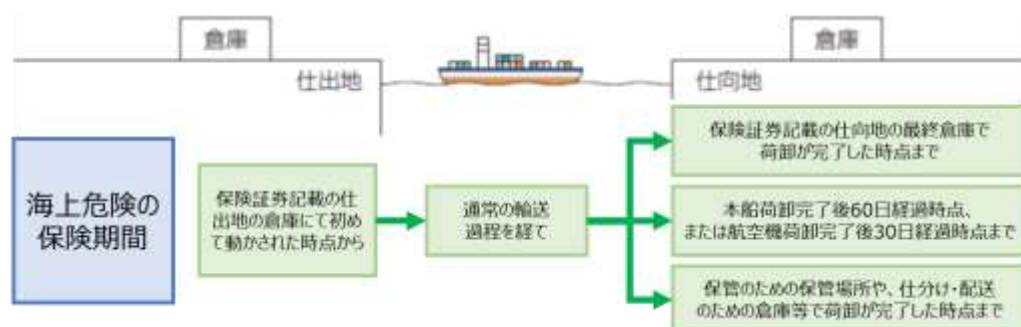 倉庫
倉庫
仕出地
仕向地
海上危険の
保険期間
保険証券記載の仕
出地の倉庫にて初め
て動かされた時点から
通常の輸送
過程を経て
保険証券記載の仕向地の最終倉庫で
荷卸が完了した時点まで
本船荷卸完了後60日経過時点、
または航空機荷卸完了後30日経過時点まで
保管のための保管場所や、仕分け・配送
のための倉庫等で荷卸が完了した時点まで